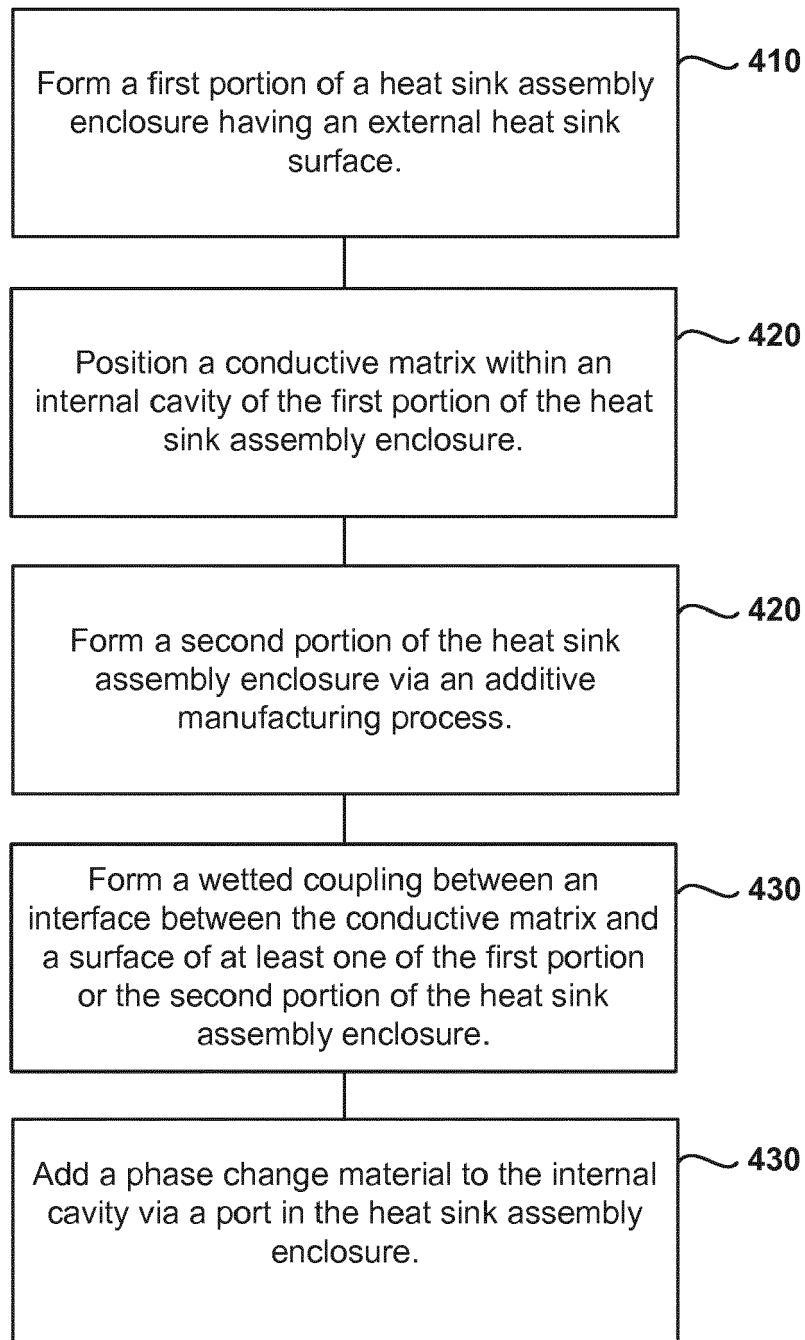 Form a first portion of a heat sink assembly
enclosure having an external heat sink
surface.
410
Position a conductive matrix within an
internal cavity of the first portion of the heat
sink assembly enclosure.
420
Form a second portion of the heat sink
assembly enclosure via an additive
manufacturing process.
420
Form a wetted coupling between an
interface between the conductive matrix and
a surface of at least one of the first portion
or the second portion of the heat sink
assembly enclosure.
430
Add a phase change material to the internal
cavity via a port in the heat sink assembly
enclosure.
430